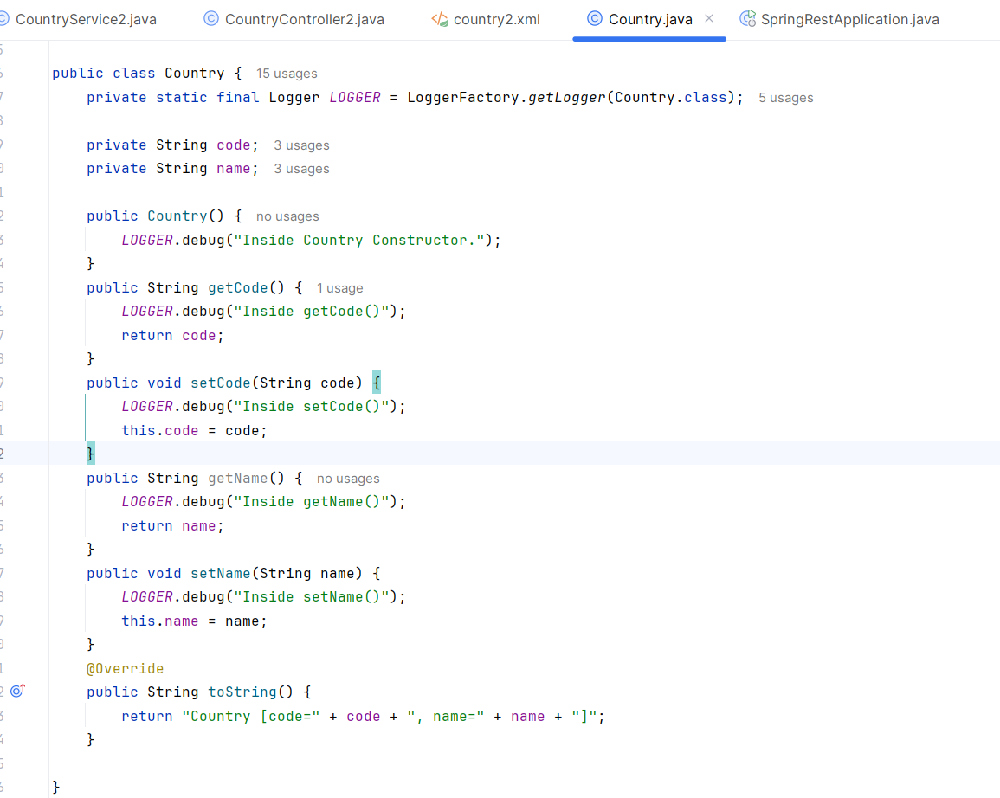 CountryService2.java CountryController2.java country2.xml Country.java SpringRestApplication.java
public class Country { 15 usages
    private static final Logger LOGGER = LoggerFactory.getLogger(Country.class); 5 usages

    private String code; 3 usages
    private String name; 3 usages

    public Country() { no usages
        LOGGER.debug("Inside Country Constructor.");
    }
    public String getCode() { 1 usage
        LOGGER.debug("Inside getCode()");
        return code;
    }
    public void setCode(String code) {
        LOGGER.debug("Inside setCode()");
        this.code = code;
    }
    public String getName() { no usages
        LOGGER.debug("Inside getName()");
        return name;
    }
    public void setName(String name) {
        LOGGER.debug("Inside setName()");
        this.name = name;
    }
    @Override
    public String toString() {
        return "Country [code=" + code + ", name=" + name + "]";
    }

}